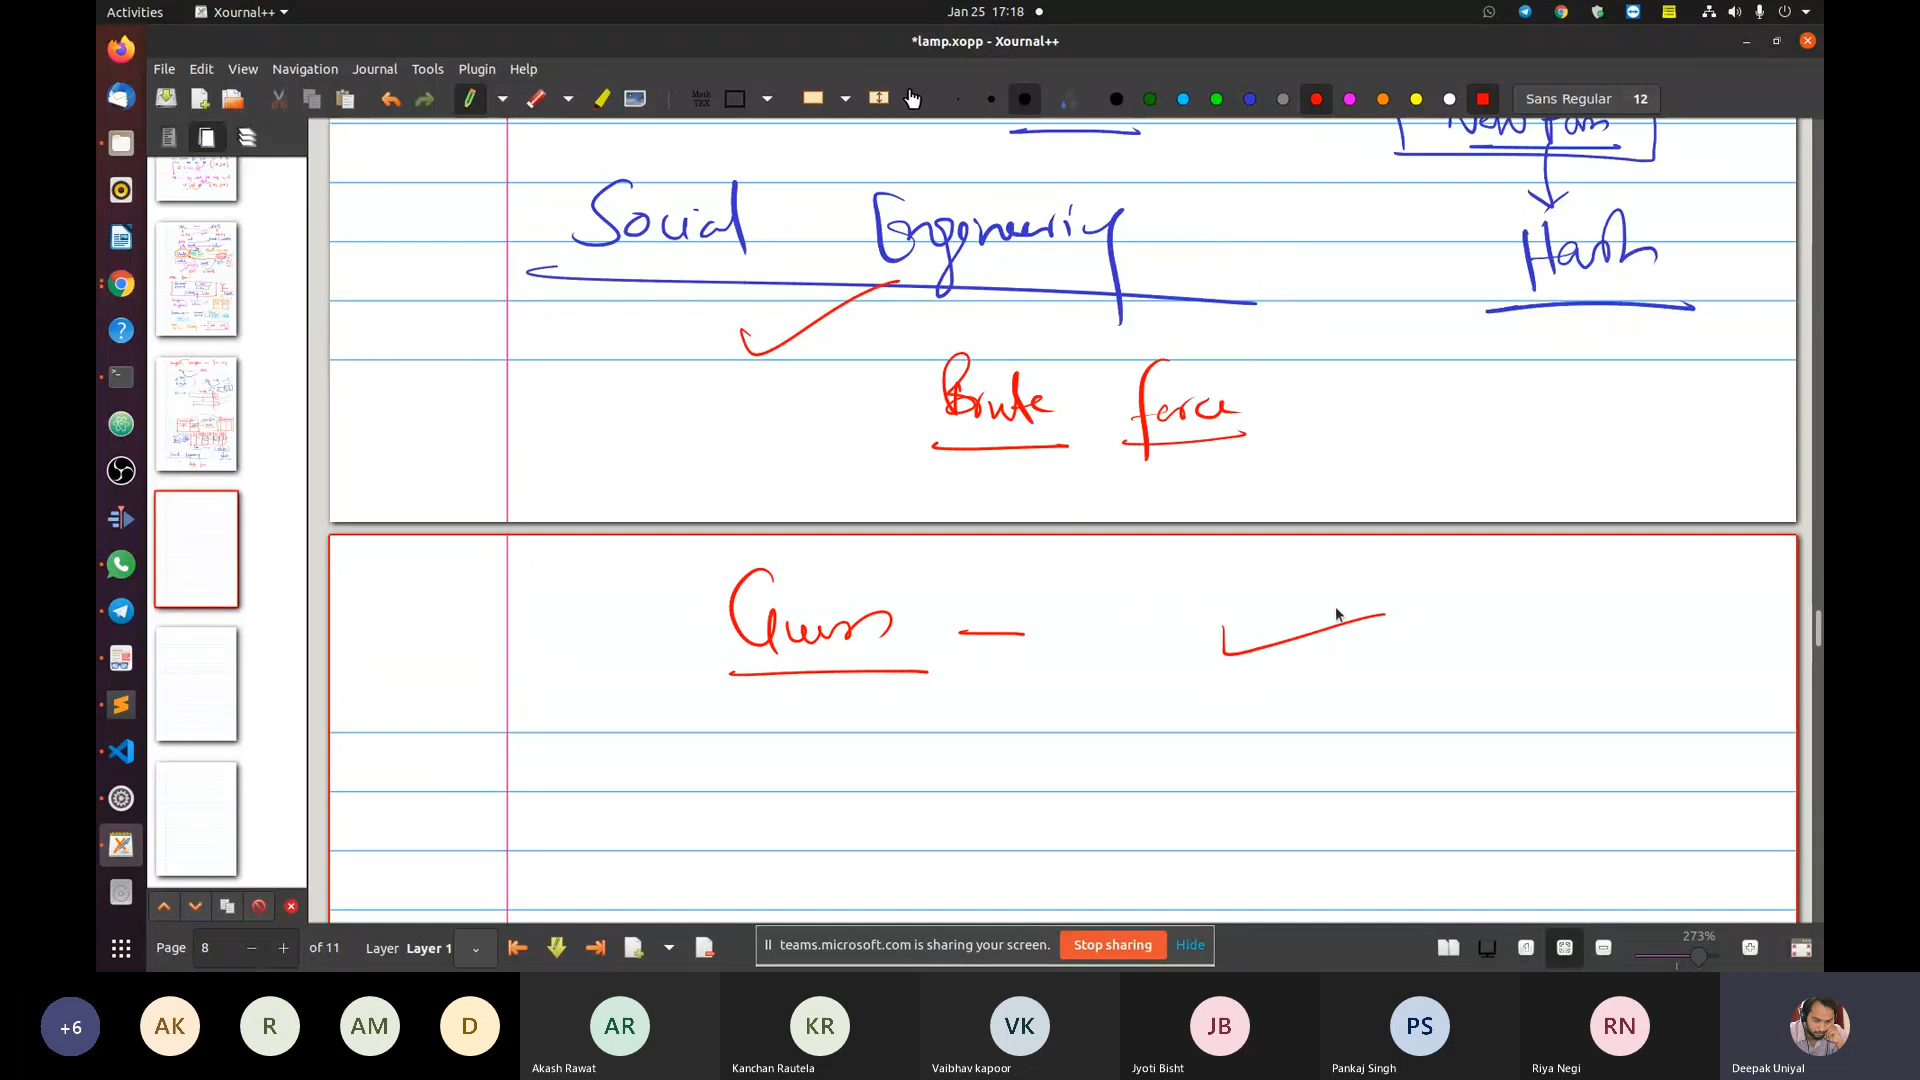 Activities Xournal++ Jan 25 17:18
*lamp.xopp - Xournal++
File Edit View Navigation Journal Tools Plugin Help
Sans Regular 12
New Pass
Social Engeneering
Hash
Brute force
Guess -
Page 8 of 11 Layer Layer 1
teams.microsoft.com is sharing your screen. Stop sharing Hide
273%
+6 AK R AM D AR KR VK JB PS RN
Akash Rawat Kanchan Rautela Vaibhav kapoor Jyoti Bisht Pankaj Singh Riya Negi Deepak Uniyal